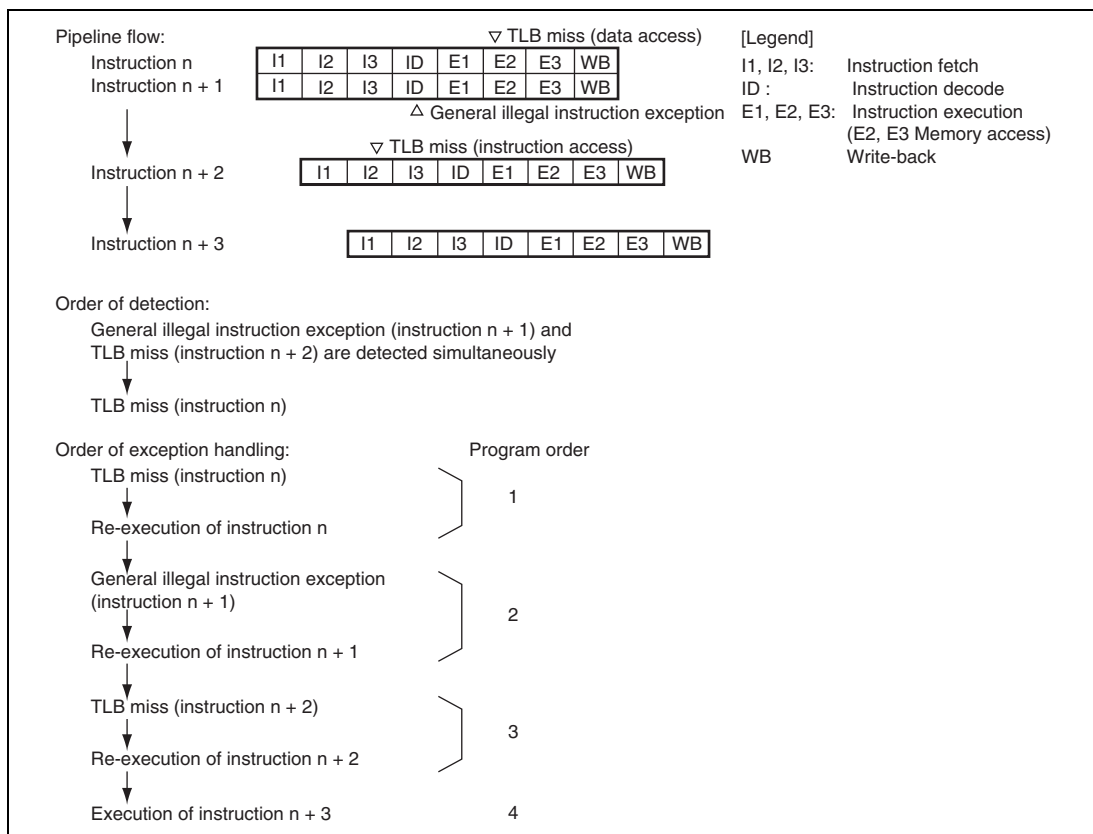 Pipeline flow:
▽ TLB miss (data access)
Instruction n
I1 I2 I3 ID E1 E2 E3 WB
Instruction n + 1
I1 I2 I3 ID E1 E2 E3 WB
△ General illegal instruction exception
▽ TLB miss (instruction access)
Instruction n + 2
I1 I2 I3 ID E1 E2 E3 WB
Instruction n + 3
I1 I2 I3 ID E1 E2 E3 WB
[Legend]
I1, I2, I3: Instruction fetch
ID : Instruction decode
E1, E2, E3: Instruction execution
(E2, E3 Memory access)
WB Write-back
Order of detection:
General illegal instruction exception (instruction n + 1) and
TLB miss (instruction n + 2) are detected simultaneously
TLB miss (instruction n)
Order of exception handling:
Program order
TLB miss (instruction n)
1
Re-execution of instruction n
General illegal instruction exception
(instruction n + 1)
2
Re-execution of instruction n + 1
TLB miss (instruction n + 2)
3
Re-execution of instruction n + 2
Execution of instruction n + 3
4